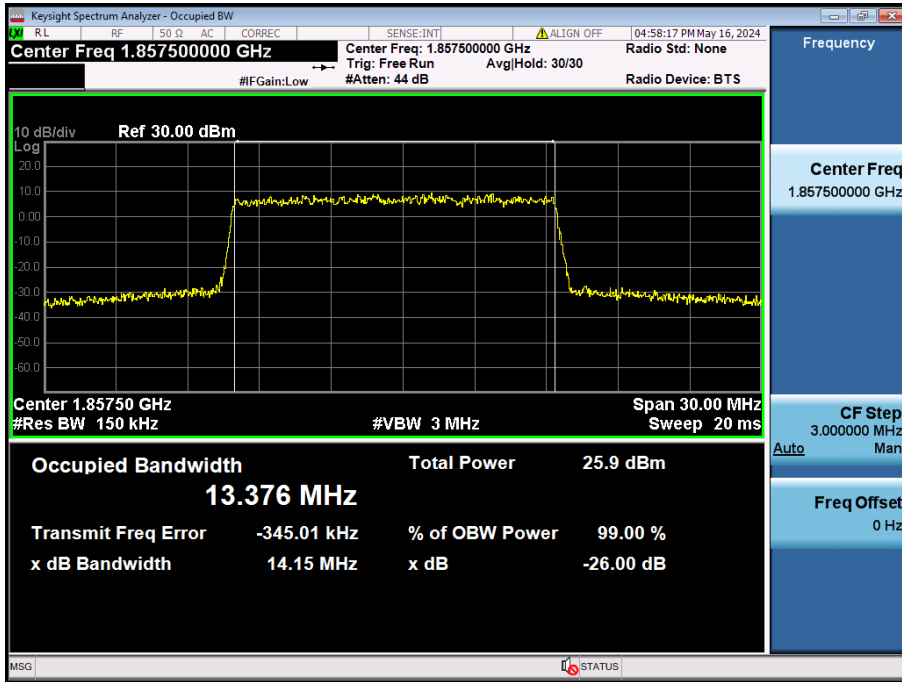 Keysight Spectrum Analyzer - Occupied BW
LXI RL RF 50 Ω AC CORREC SENSE:INT ALIGN OFF 04:58:17 PM May 16, 2024
Center Freq 1.857500000 GHz
#IFGain:Low
Center Freq: 1.857500000 GHz
Trig: Free Run Avg|Hold: 30/30
#Atten: 44 dB
Radio Std: None
Radio Device: BTS
10 dB/div Ref 30.00 dBm
Log
20.0
10.0
0.00
-10.0
-20.0
-30.0
-40.0
-50.0
-60.0
Center 1.85750 GHz Span 30.00 MHz
#Res BW 150 kHz #VBW 3 MHz Sweep 20 ms
Occupied Bandwidth Total Power 25.9 dBm
13.376 MHz
Transmit Freq Error -345.01 kHz % of OBW Power 99.00 %
x dB Bandwidth 14.15 MHz x dB -26.00 dB
MSG STATUS
Frequency
Center Freq
1.857500000 GHz
CF Step
3.000000 MHz
Auto Man
Freq Offset
0 Hz